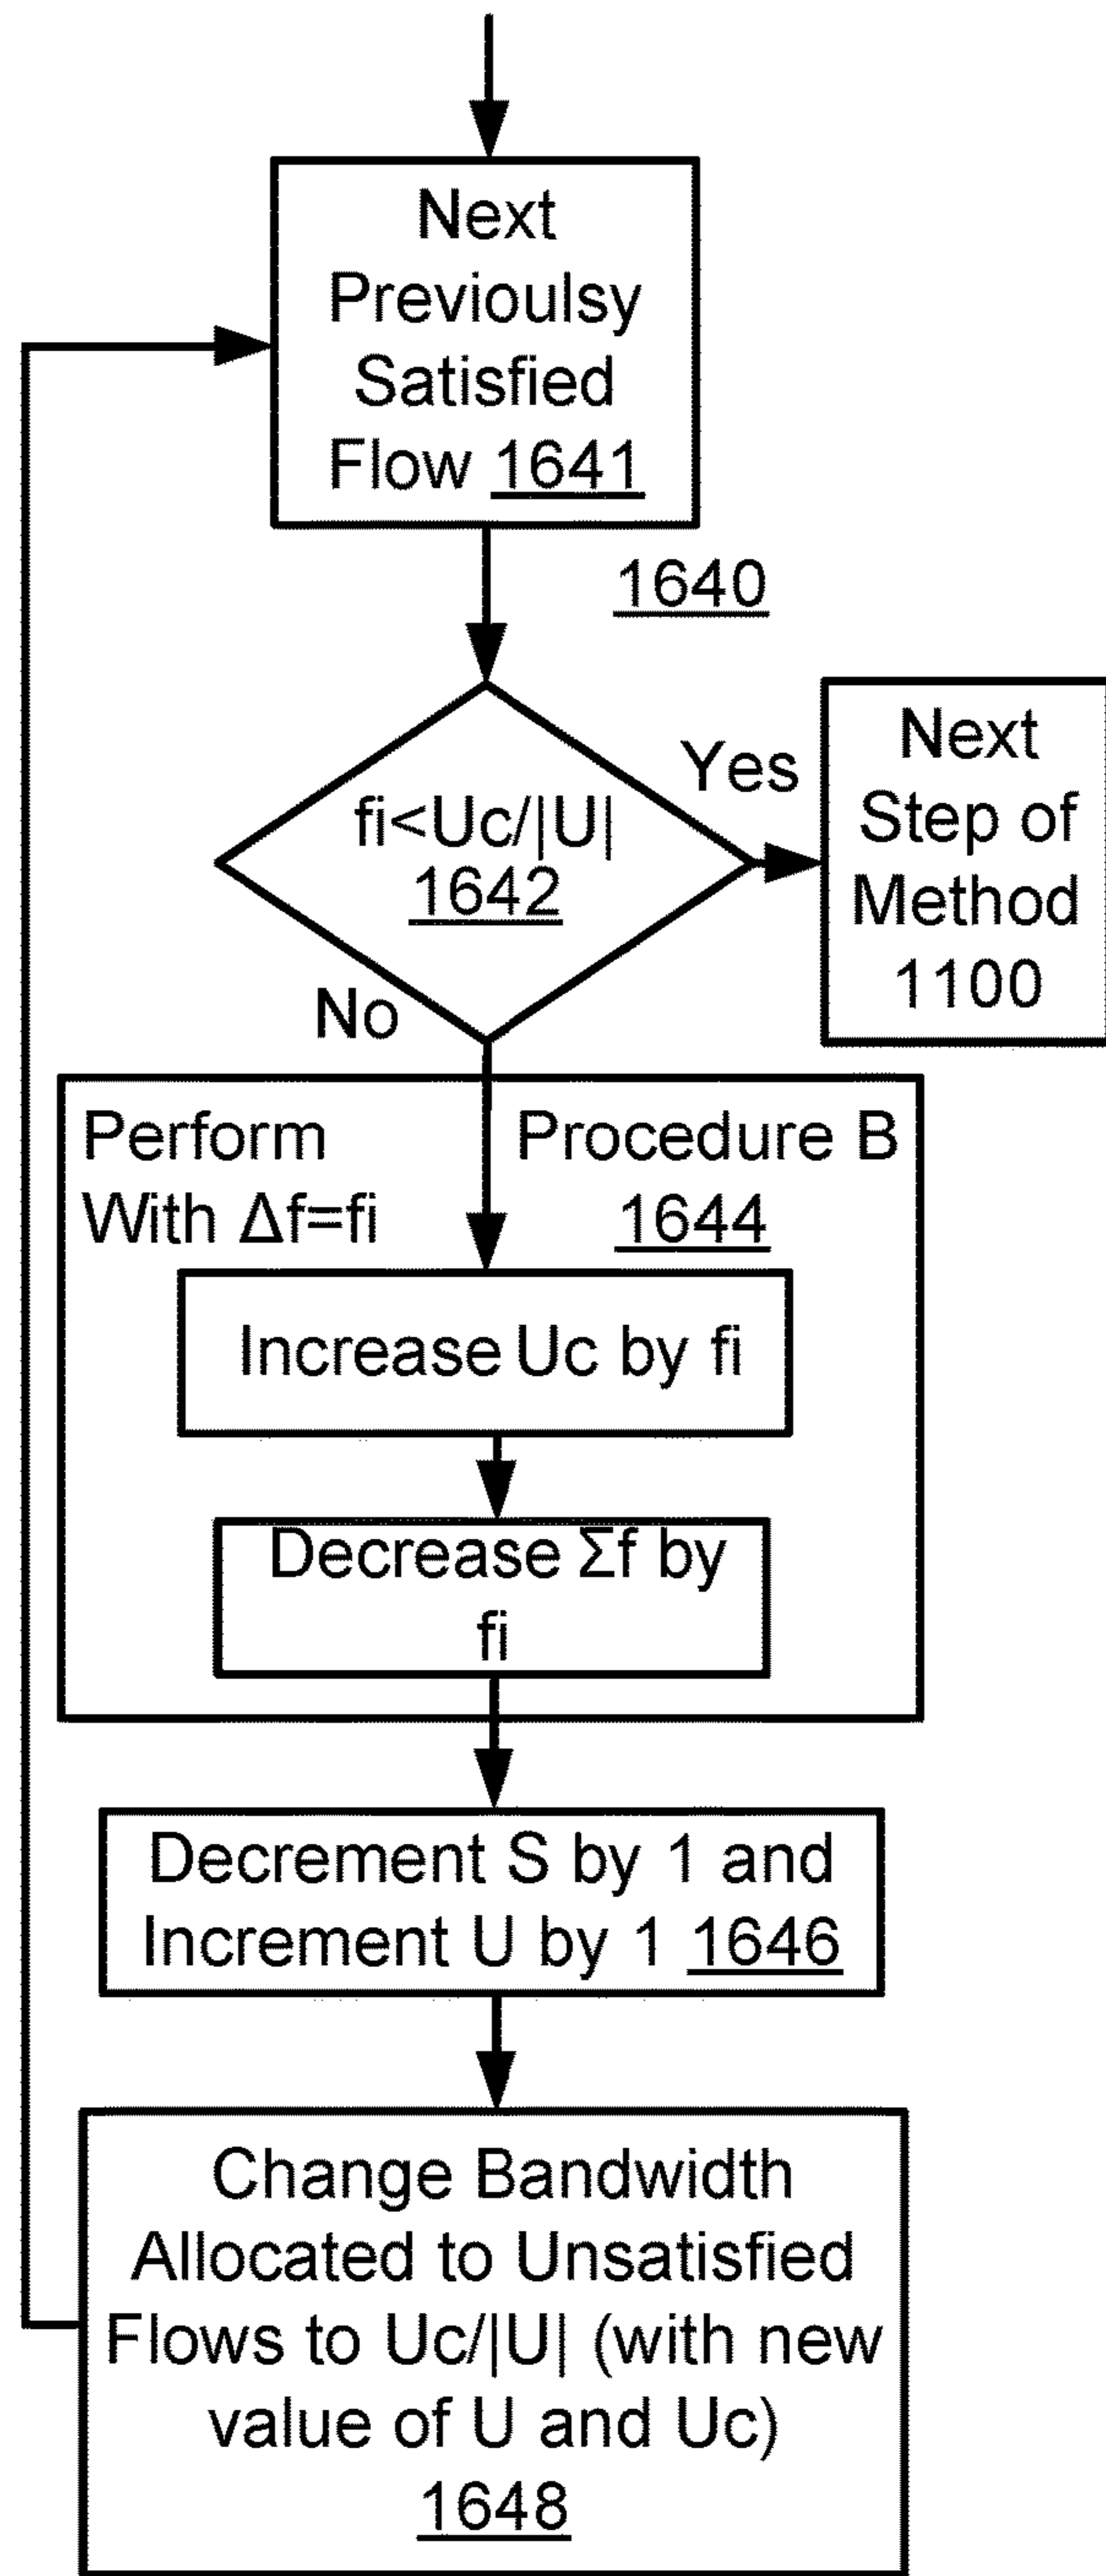 Next
Previoulsy
Satisfied
Flow 1641
1640
fi<Uc/|U|
1642
Yes
Next
Step of
Method
1100
No
Perform
With Δf=fi
Procedure B
1644
Increase Uc by fi
Decrease Σf by
fi
Decrement S by 1 and
Increment U by 1 1646
Change Bandwidth
Allocated to Unsatisfied
Flows to Uc/|U| (with new
value of U and Uc)
1648